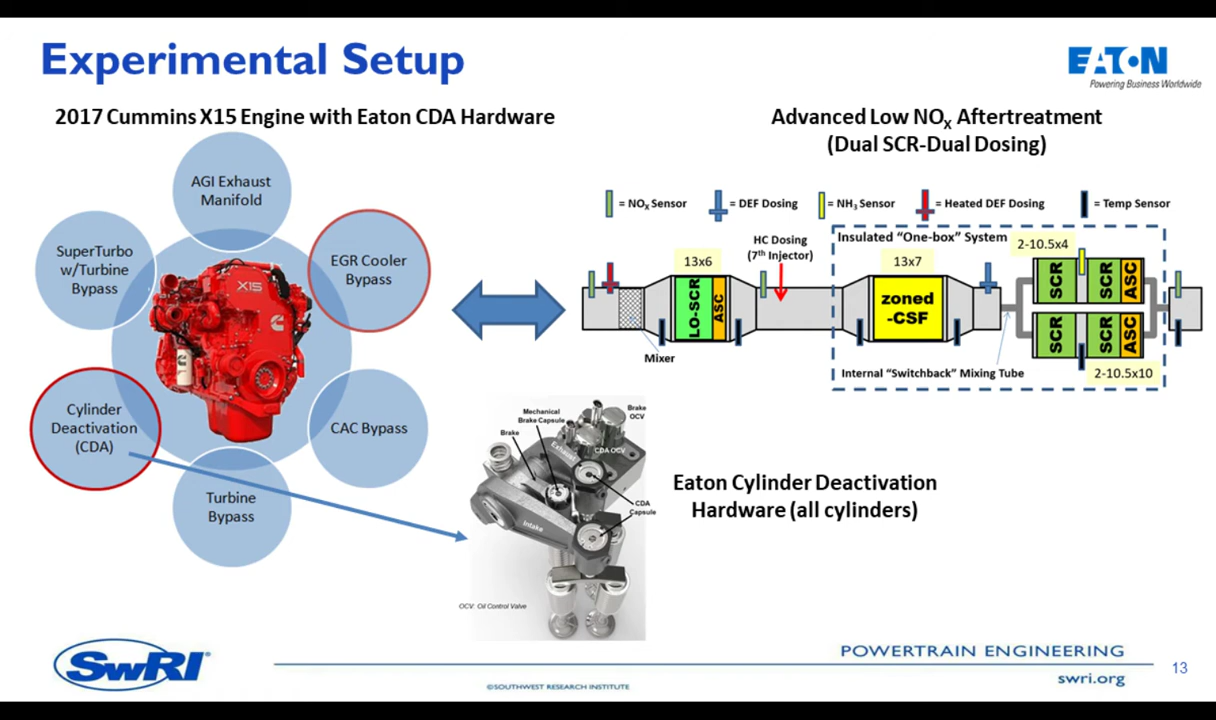 Experimental Setup
EATON
Powering Business Worldwide
2017 Cummins X15 Engine with Eaton CDA Hardware
Advanced Low NOX Aftertreatment
(Dual SCR-Dual Dosing)
AGI Exhaust
Manifold
SuperTurbo
w/Turbine
Bypass
EGR Cooler
Bypass
X15
Cylinder
Deactivation
(CDA)
CAC Bypass
Turbine
Bypass
= NOX Sensor
= DEF Dosing
= NH3 Sensor
= Heated DEF Dosing
= Temp Sensor
HC Dosing
(7th Injector)
Insulated “One-box” System
13x6
13x7
2-10.5x4
LO-SCR
ASC
zoned
-CSF
SCR
SCR
ASC
SCR
SCR
ASC
Mixer
Internal “Switchback” Mixing Tube
2-10.5x10
Mechanical
Brake Capsule
Brake
OCV
Brake
Exhaust
CDA OCV
CDA
Capsule
Intake
OCV: Oil Control Valve
Eaton Cylinder Deactivation
Hardware (all cylinders)
SwRI®
POWERTRAIN ENGINEERING
13
swri.org
©SOUTHWEST RESEARCH INSTITUTE